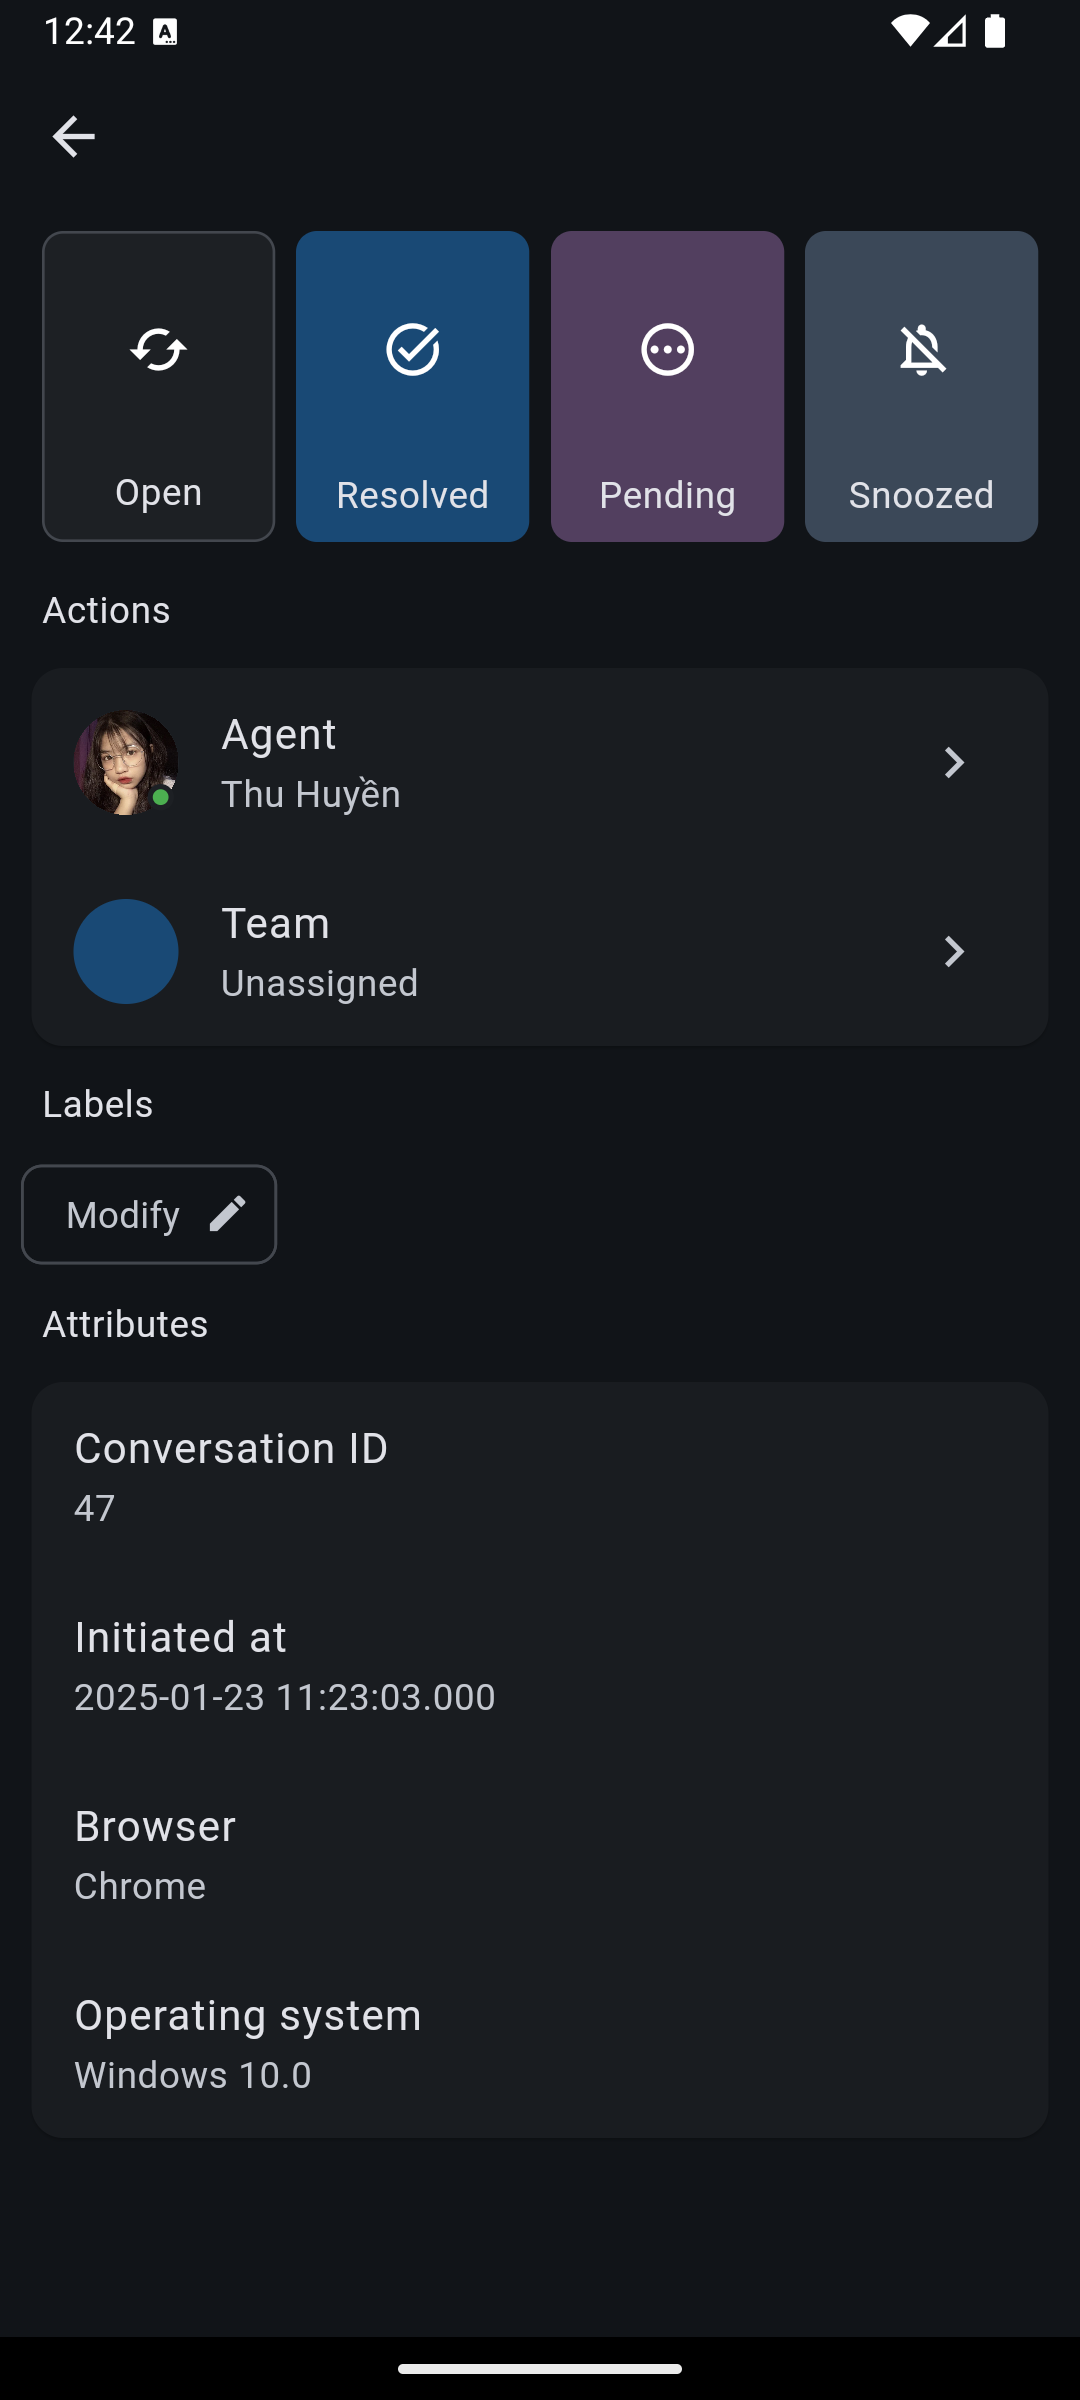 12:42
Open
Resolved
Pending
Snoozed
Actions
Agent
Thu Huyền
Team
Unassigned
Labels
Modify
Attributes
Conversation ID
47
Initiated at
2025-01-23 11:23:03.000
Browser
Chrome
Operating system
Windows 10.0